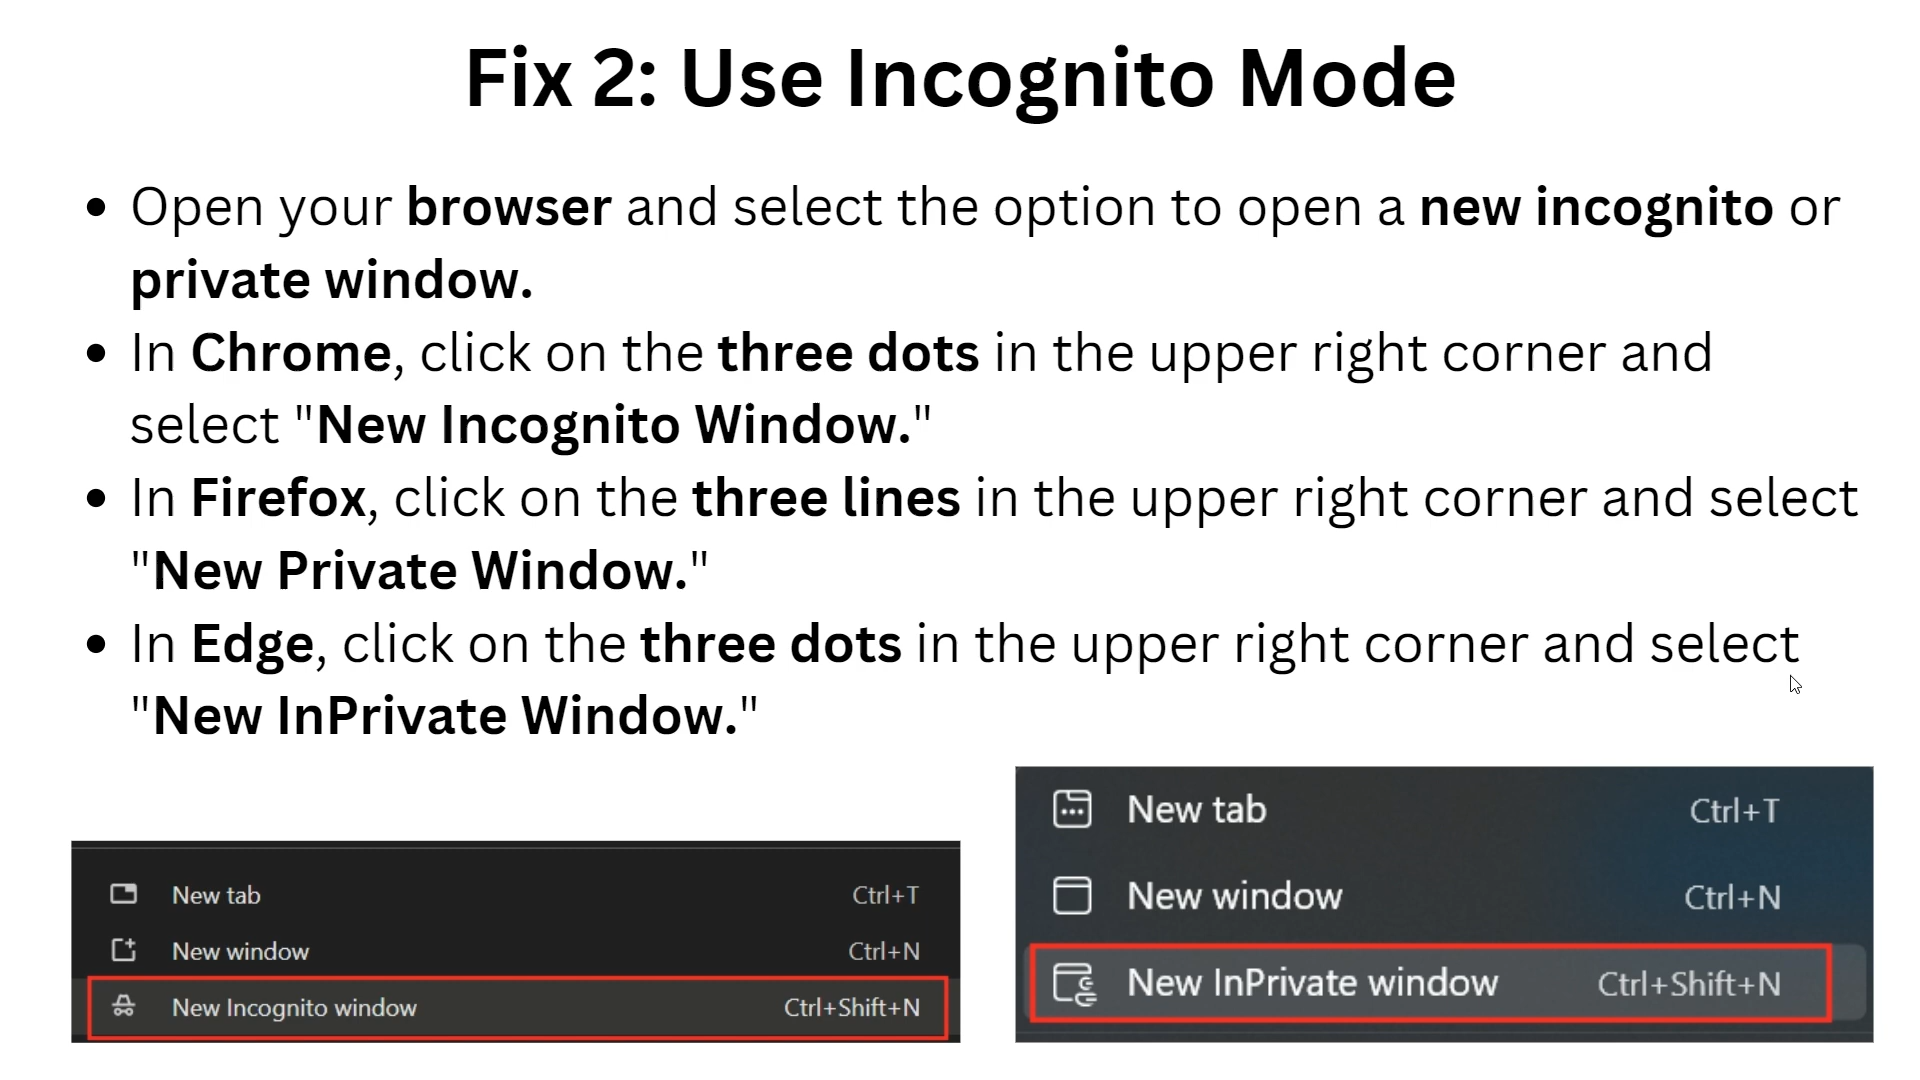 Fix 2: Use Incognito Mode
Open your browser and select the option to open a new incognito or
private window.
In Chrome, click on the three dots in the upper right corner and
select "New Incognito Window."
In Firefox, click on the three lines in the upper right corner and select
"New Private Window."
In Edge, click on the three dots in the upper right corner and select
"New InPrivate Window."
New tab Ctrl+T
New window Ctrl+N
New Incognito window Ctrl+Shift+N
New tab Ctrl+T
New window Ctrl+N
New InPrivate window Ctrl+Shift+N